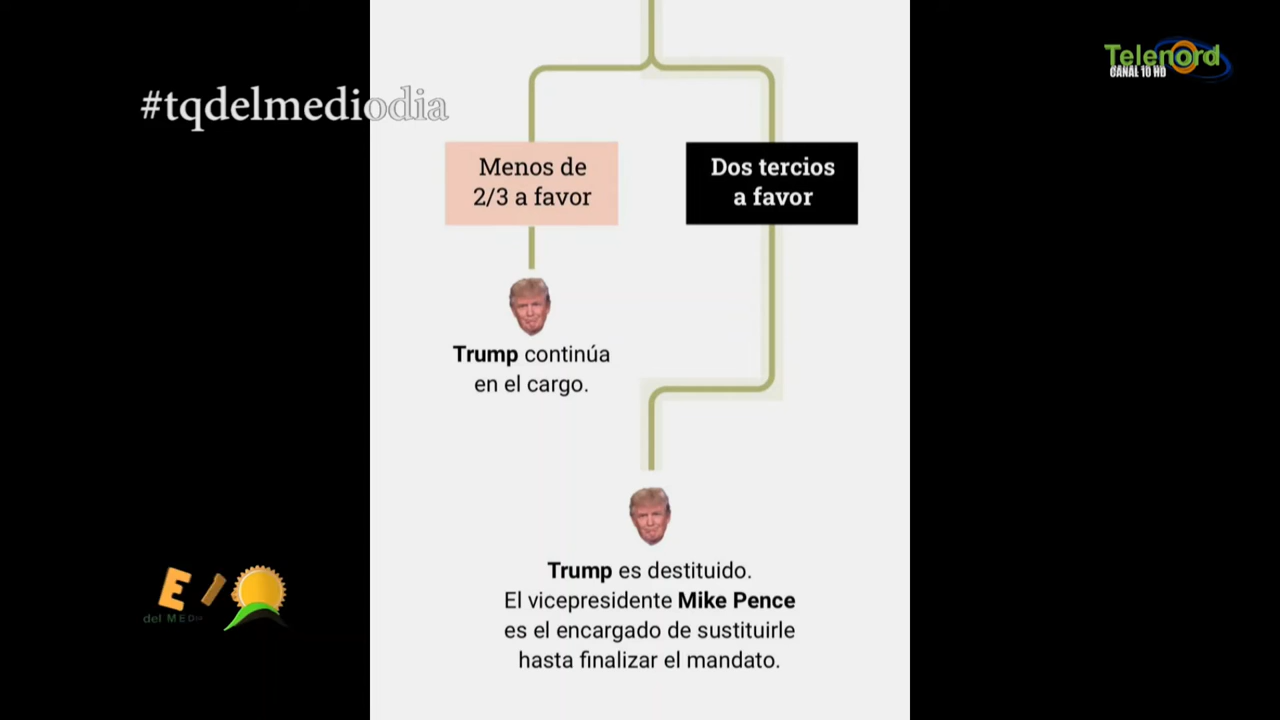 Telenord
CANAL 10 HD
#tqdelmediodia
Menos de
2/3 a favor
Dos tercios
a favor
Trump continúa
en el cargo.
Trump es destituido.
El vicepresidente Mike Pence
es el encargado de sustituirle
hasta finalizar el mandato.
del